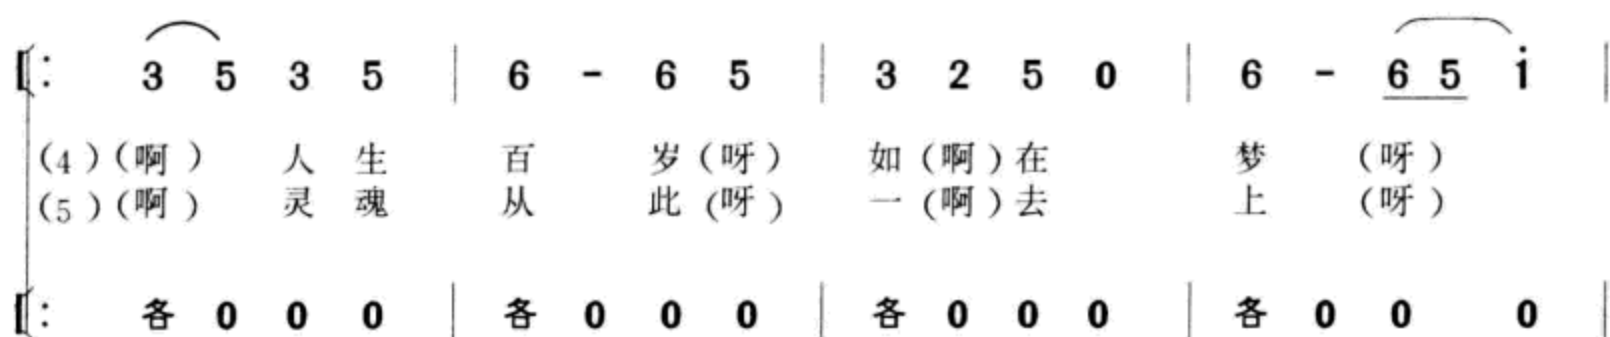 3 5 3 5 | 6 - 6 5 | 3 2 5 0 | 6 - 6 5 i |
(4)(啊) 人 生 百 岁(呀) 如(啊)在 梦 (呀)
(5)(啊) 灵 魂 从 此(呀) 一(啊)去 上 (呀)
各 0 0 0 | 各 0 0 0 | 各 0 0 0 | 各 0 0 0